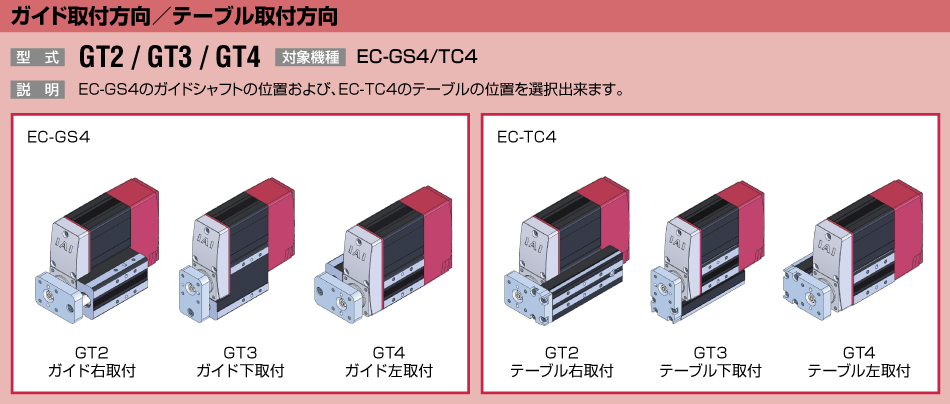 ガイド取付方向／テーブル取付方向
型 式 GT2 / GT3 / GT4 対象機種 EC-GS4/TC4
説 明 EC-GS4のガイドシャフトの位置および、EC-TC4のテーブルの位置を選択出来ます。
EC-GS4
IAI
IAI
IAI
GT2
ガイド右取付
GT3
ガイド下取付
GT4
ガイド左取付
EC-TC4
IAI
IAI
IAI
GT2
テーブル右取付
GT3
テーブル下取付
GT4
テーブル左取付